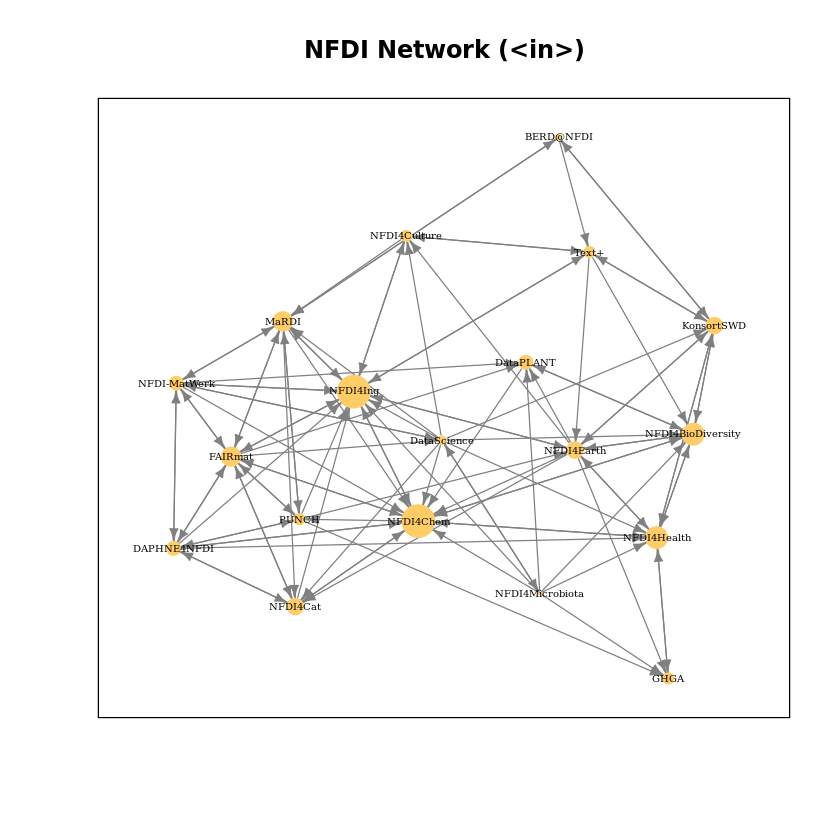 NFDI Network (<in>)
BERD@NFDI
NFDI4Culture
Text+
MaRDI
KonsortSWD
DataPLANT
NFDI-MatWerk
NFDI4Ing
DataScience
NFDI4BioDiversity
NFDI4Earth
FAIRmat
PUNCH
NFDI4Chem
NFDI4Health
DAPHNE4NFDI
NFDI4Microbiota
NFDI4Cat
GHGA